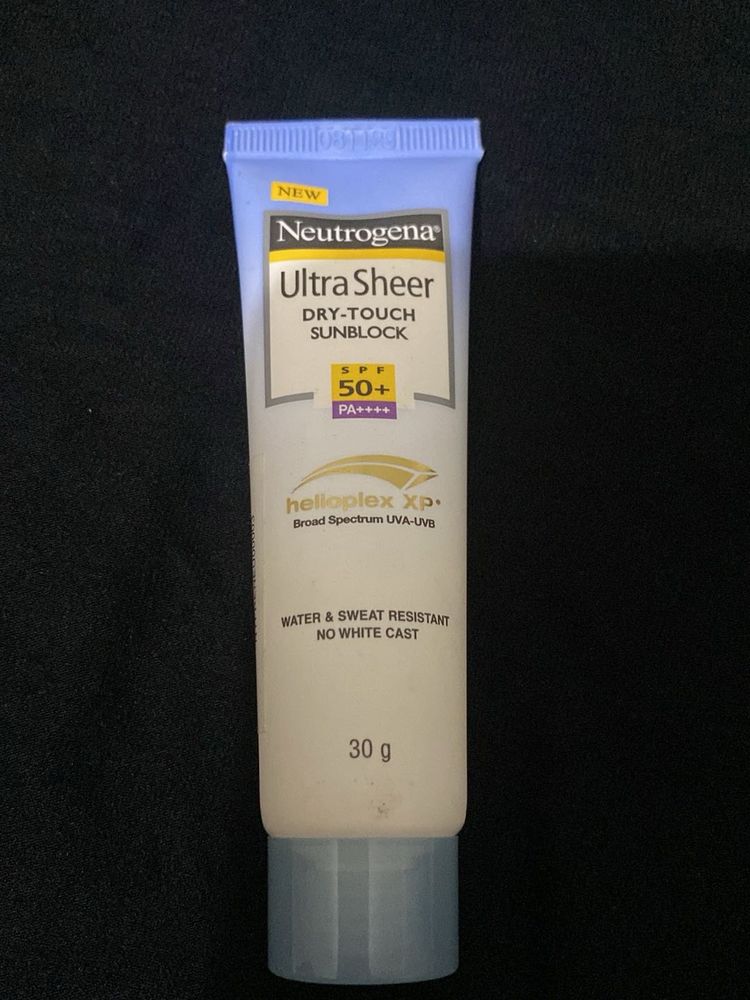 NEW
Neutrogena®
Ultra Sheer
DRY-TOUCH
SUNBLOCK
SPF
50+
PA++++
helioplex XP
Broad Spectrum UVA-UVB
WATER & SWEAT RESISTANT
NO WHITE CAST
30 g